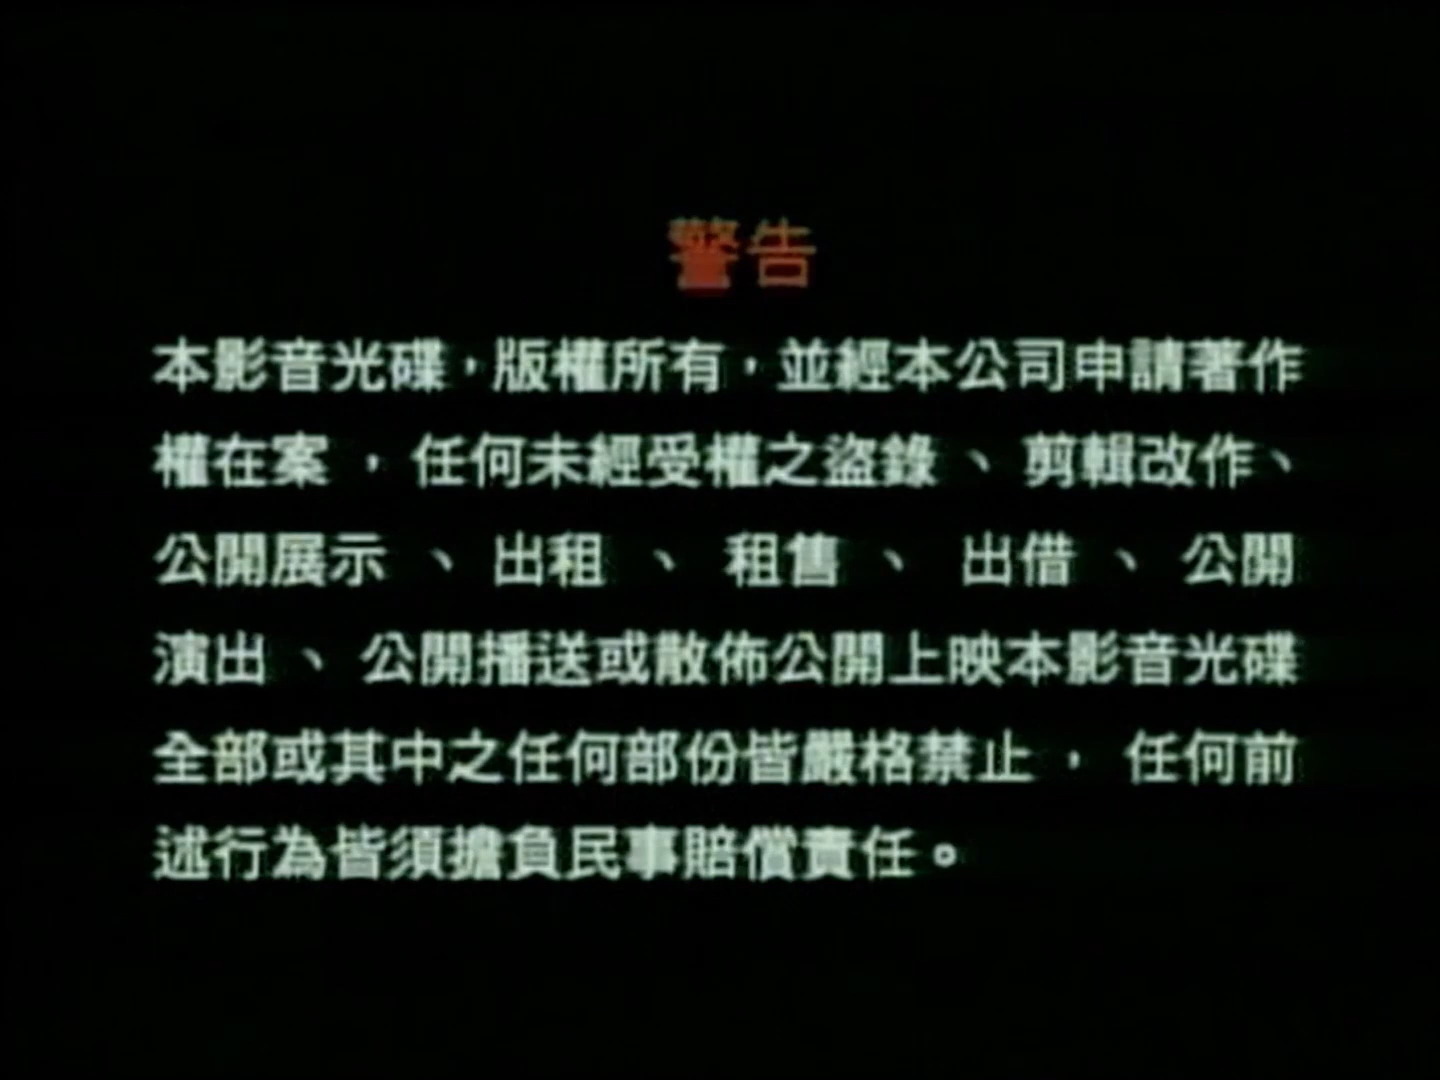 警告
本影音光碟，版權所有，並經本公司申請著作
權在案，任何未經受權之盜錄、剪輯改作、
公開展示、出租、租售、出借、公開
演出、公開播送或散佈公開上映本影音光碟
全部或其中之任何部份皆嚴格禁止，任何前
述行為皆須擔負民事賠償責任。